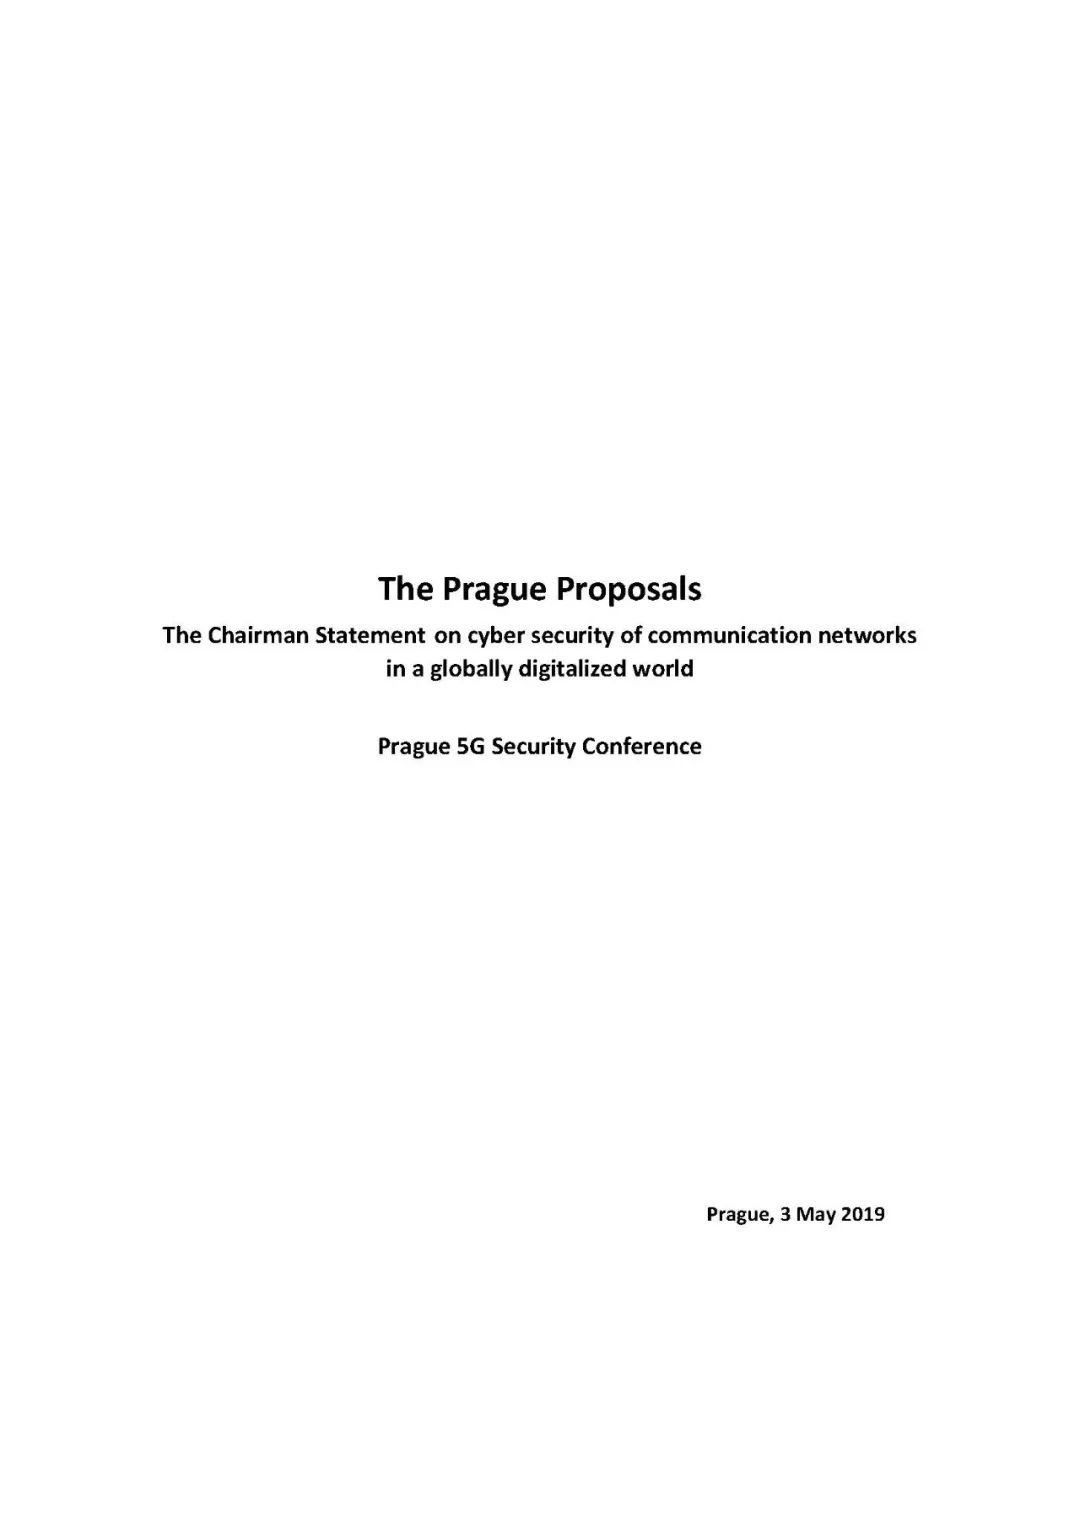 The Prague Proposals
The Chairman Statement on cyber security of communication networks
in a globally digitalized world
Prague 5G Security Conference
Prague, 3 May 2019